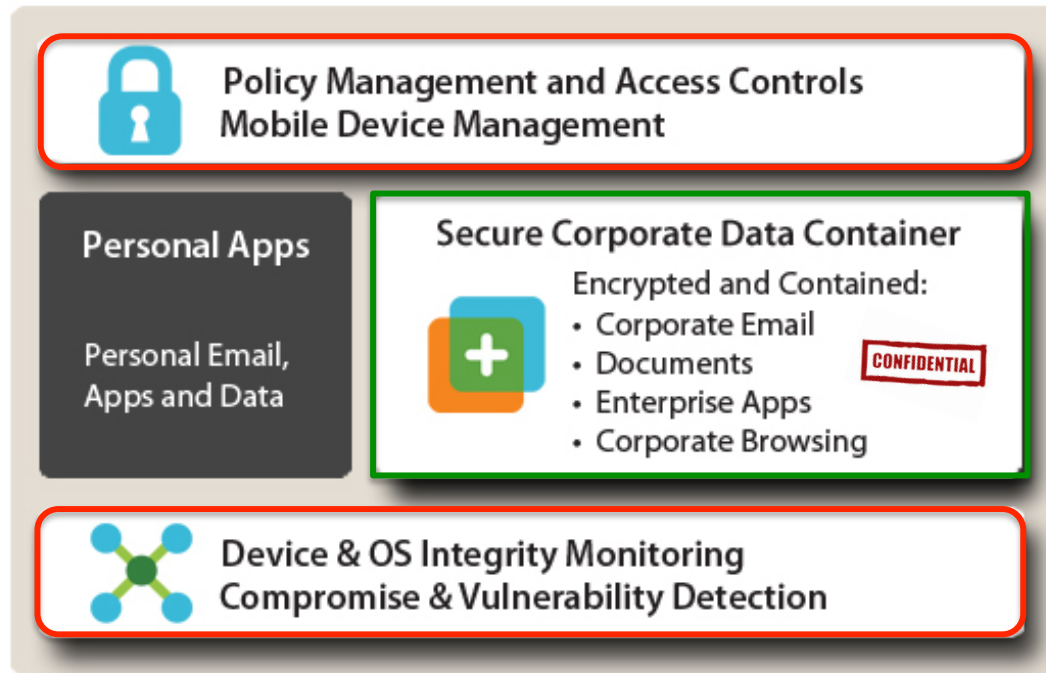 Policy Management and Access Controls
Mobile Device Management
Personal Apps
Personal Email,
Apps and Data
Secure Corporate Data Container
Encrypted and Contained:
• Corporate Email
• Documents
• Enterprise Apps
• Corporate Browsing
CONFIDENTIAL
Device & OS Integrity Monitoring
Compromise & Vulnerability Detection